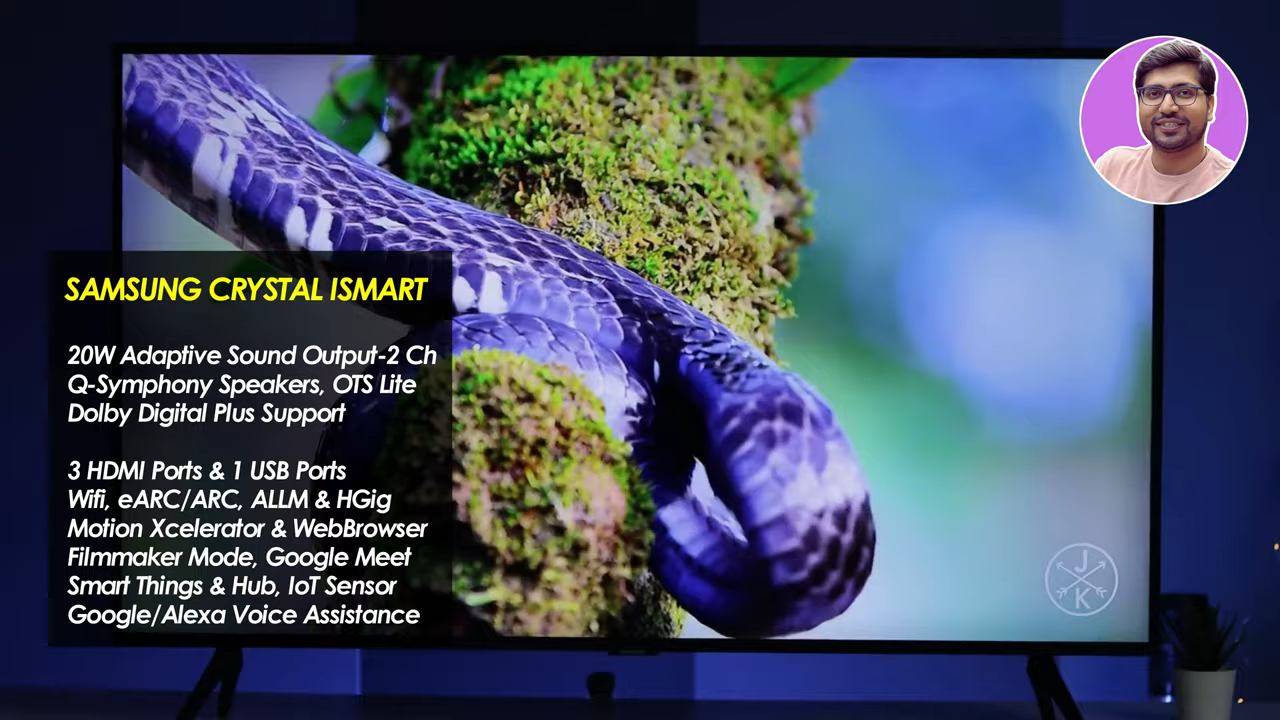 SAMSUNG CRYSTAL ISMART
20W Adaptive Sound Output-2 Ch
Q-Symphony Speakers, OTS Lite
Dolby Digital Plus Support
3 HDMI Ports & 1 USB Ports
Wifi, eARC/ARC, ALLM & HGig
Motion Xcelerator & WebBrowser
Filmmaker Mode, Google Meet
Smart Things & Hub, IoT Sensor
Google/Alexa Voice Assistance
J
K